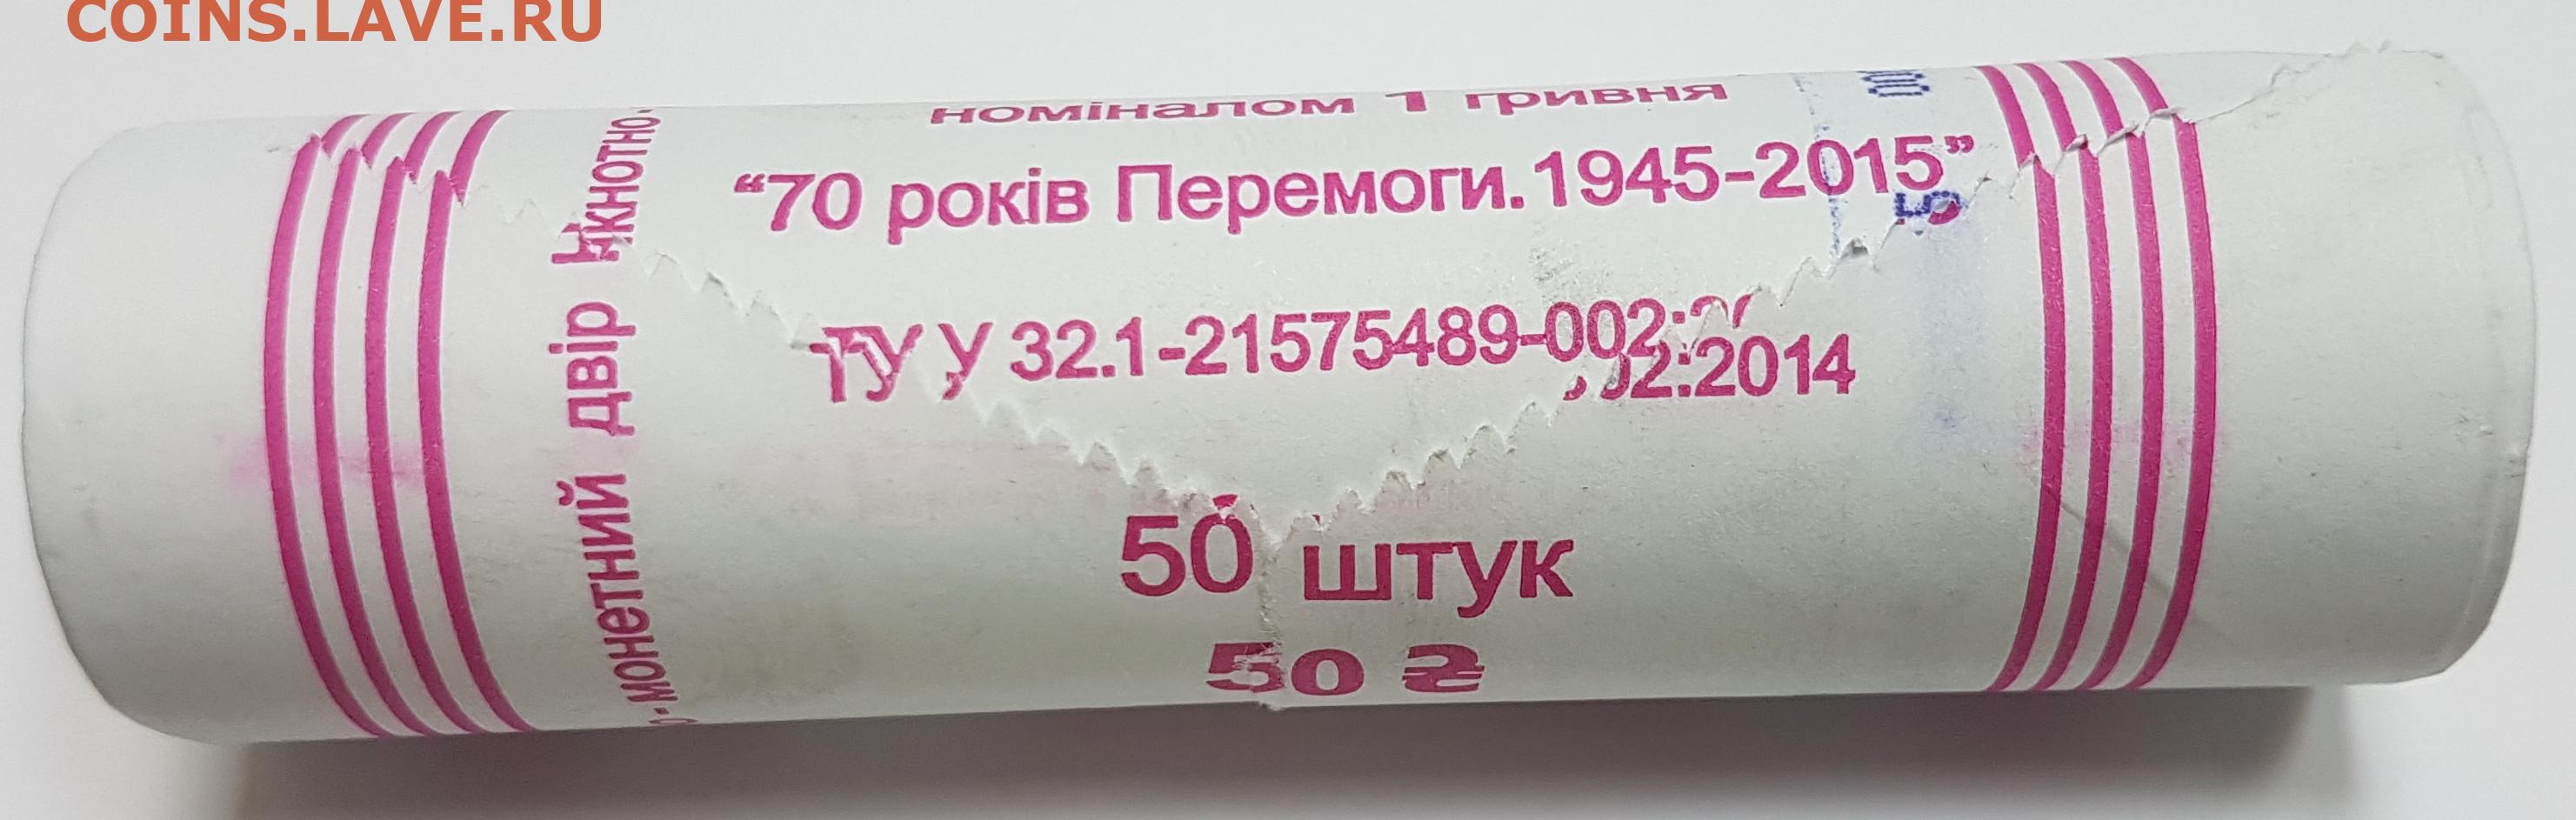 COINS.LAVE.RU
номіналом 1 гривня
“70 років Перемоги.1945-2015”
ТУ У 32.1-21575489-002:2014
50 штук
50 ₴
монетний двір